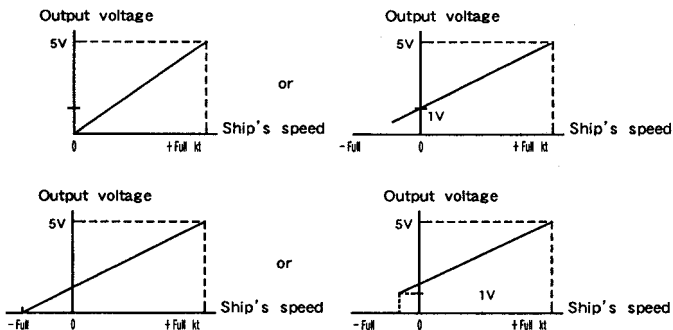 Output voltage
5V
0
+Full kt
Ship's speed
or
Output voltage
5V
1V
-Full
0
+Full kt
Ship's speed
Output voltage
5V
-Full
0
+Full kt
Ship's speed
or
Output voltage
5V
1V
-Full
0
+Full kt
Ship's speed